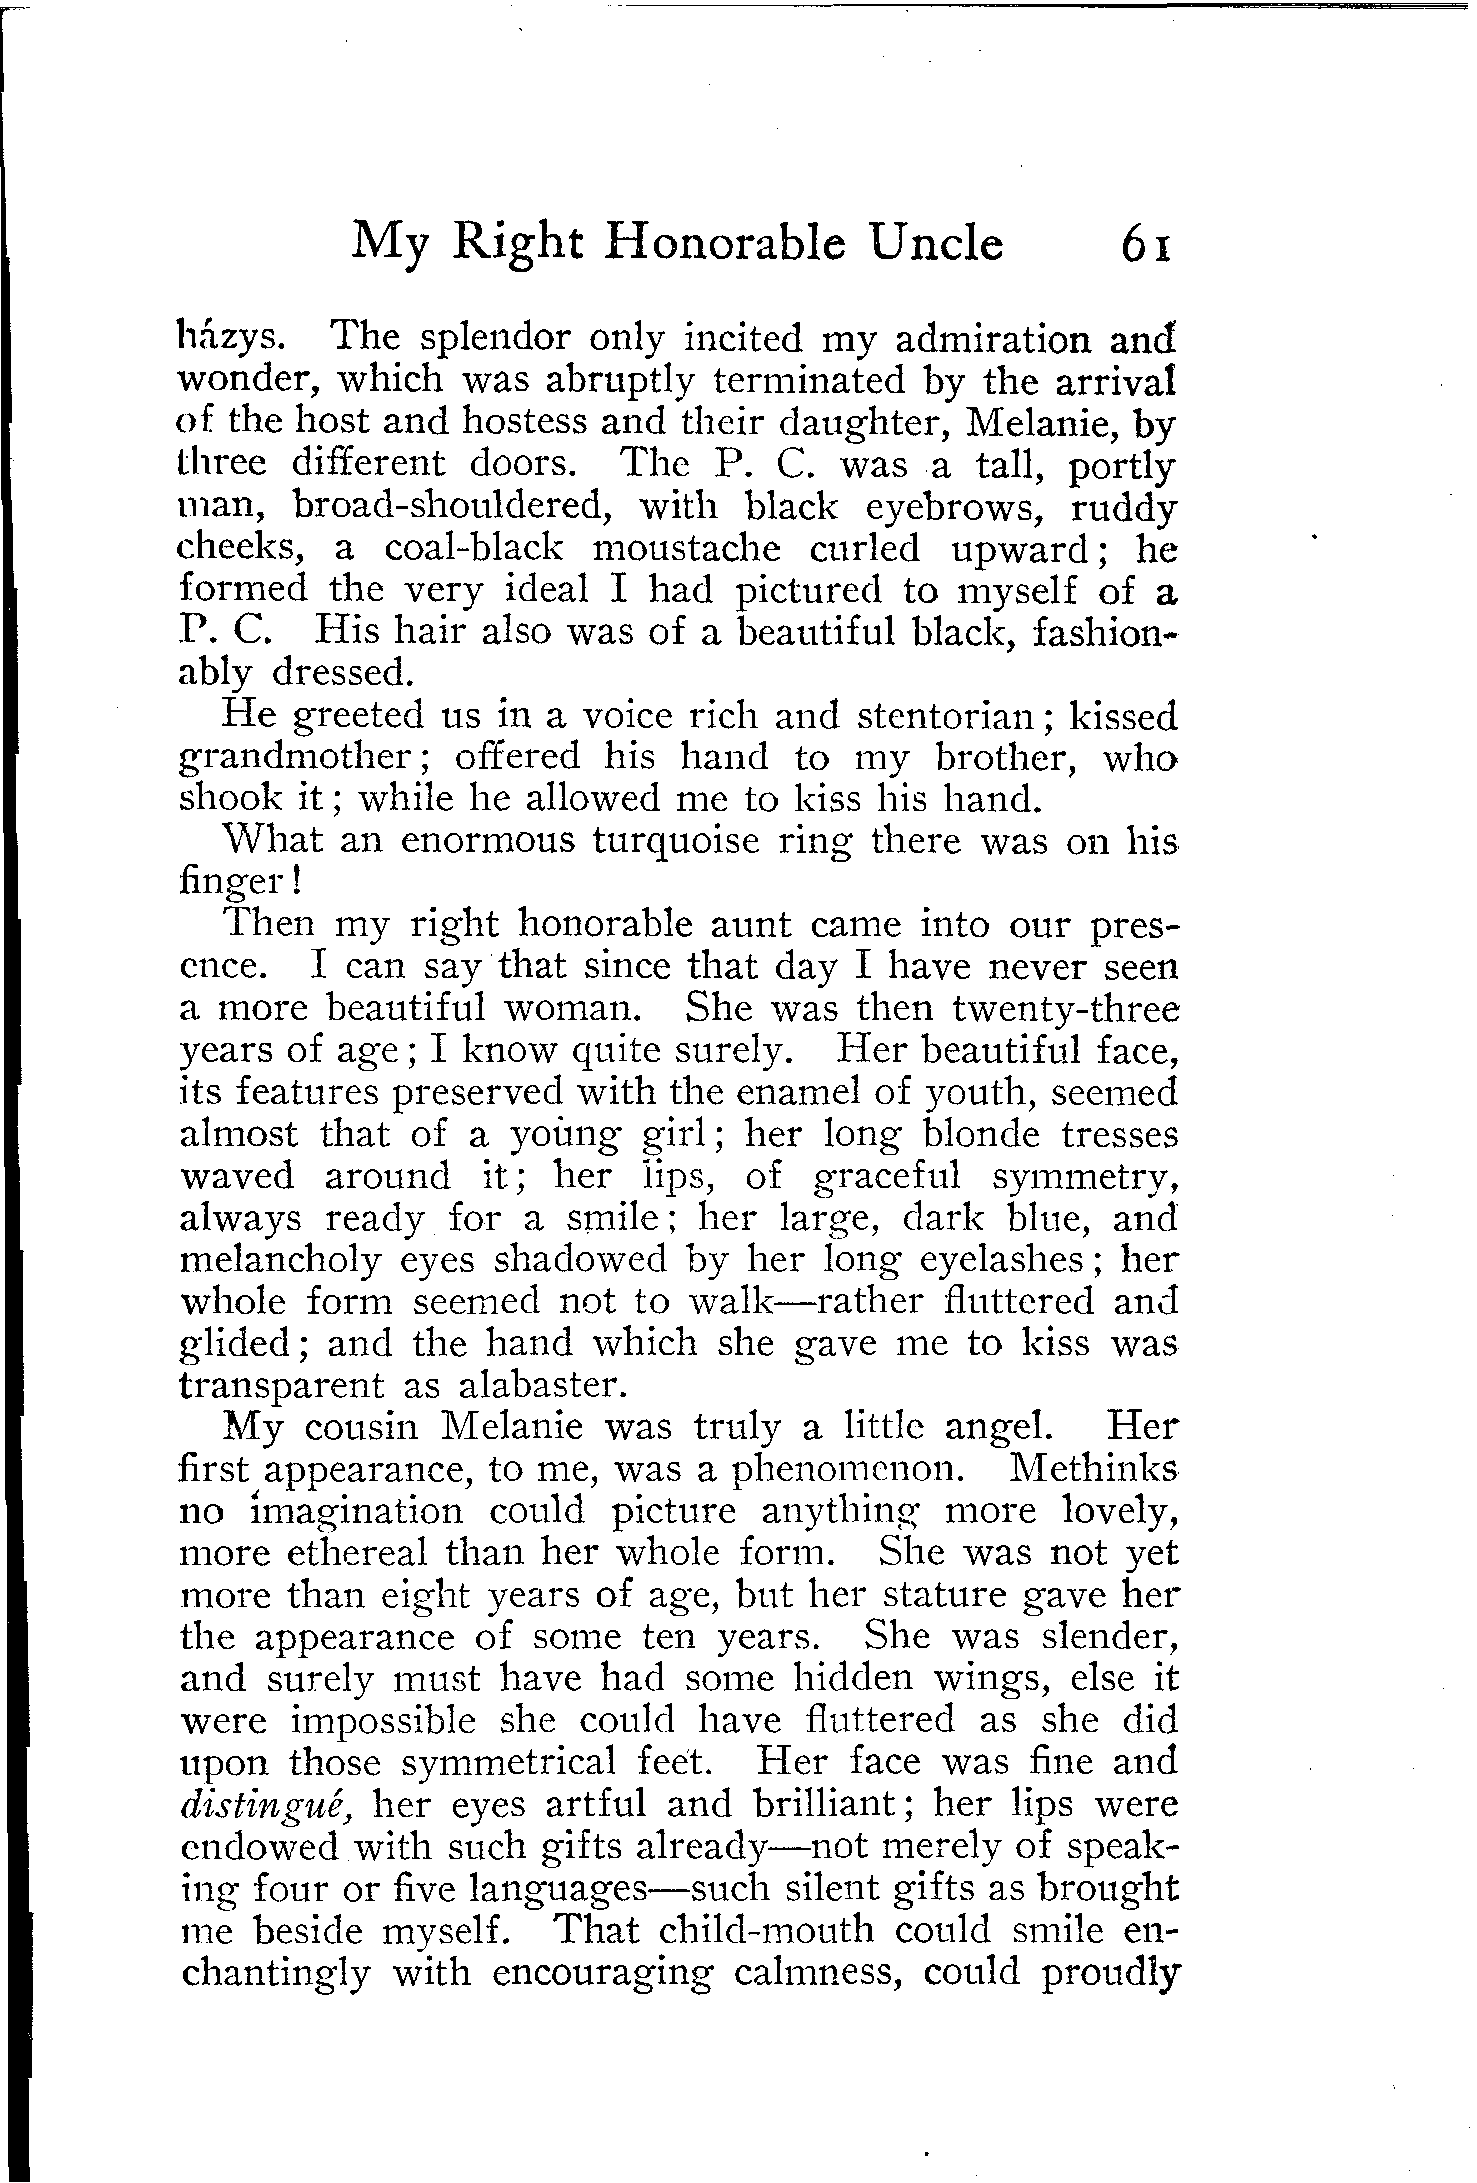 My Right Honorable Uncle 61
házys. The splendor only incited my admiration and
wonder, which was abruptly terminated by the arrival
of the host and hostess and their daughter, Melanie, by
three different doors. The P. C. was a tall, portly
man, broad-shouldered, with black eyebrows, ruddy
cheeks, a coal-black moustache curled upward; he
formed the very ideal I had pictured to myself of a
P. C. His hair also was of a beautiful black, fashion-
ably dressed.
He greeted us in a voice rich and stentorian; kissed
grandmother; offered his hand to my brother, who
shook it; while he allowed me to kiss his hand.
What an enormous turquoise ring there was on his
finger!
Then my right honorable aunt came into our pres-
ence. I can say that since that day I have never seen
a more beautiful woman. She was then twenty-three
years of age; I know quite surely. Her beautiful face,
its features preserved with the enamel of youth, seemed
almost that of a young girl; her long blonde tresses
waved around it; her lips, of graceful symmetry,
always ready for a smile; her large, dark blue, and
melancholy eyes shadowed by her long eyelashes; her
whole form seemed not to walk—rather fluttered and
glided; and the hand which she gave me to kiss was
transparent as alabaster.
My cousin Melanie was truly a little angel. Her
first appearance, to me, was a phenomenon. Methinks
no imagination could picture anything more lovely,
more ethereal than her whole form. She was not yet
more than eight years of age, but her stature gave her
the appearance of some ten years. She was slender,
and surely must have had some hidden wings, else it
were impossible she could have fluttered as she did
upon those symmetrical feet. Her face was fine and
distingué, her eyes artful and brilliant; her lips were
endowed with such gifts already—not merely of speak-
ing four or five languages—such silent gifts as brought
me beside myself. That child-mouth could smile en-
chantingly with encouraging calmness, could proudly